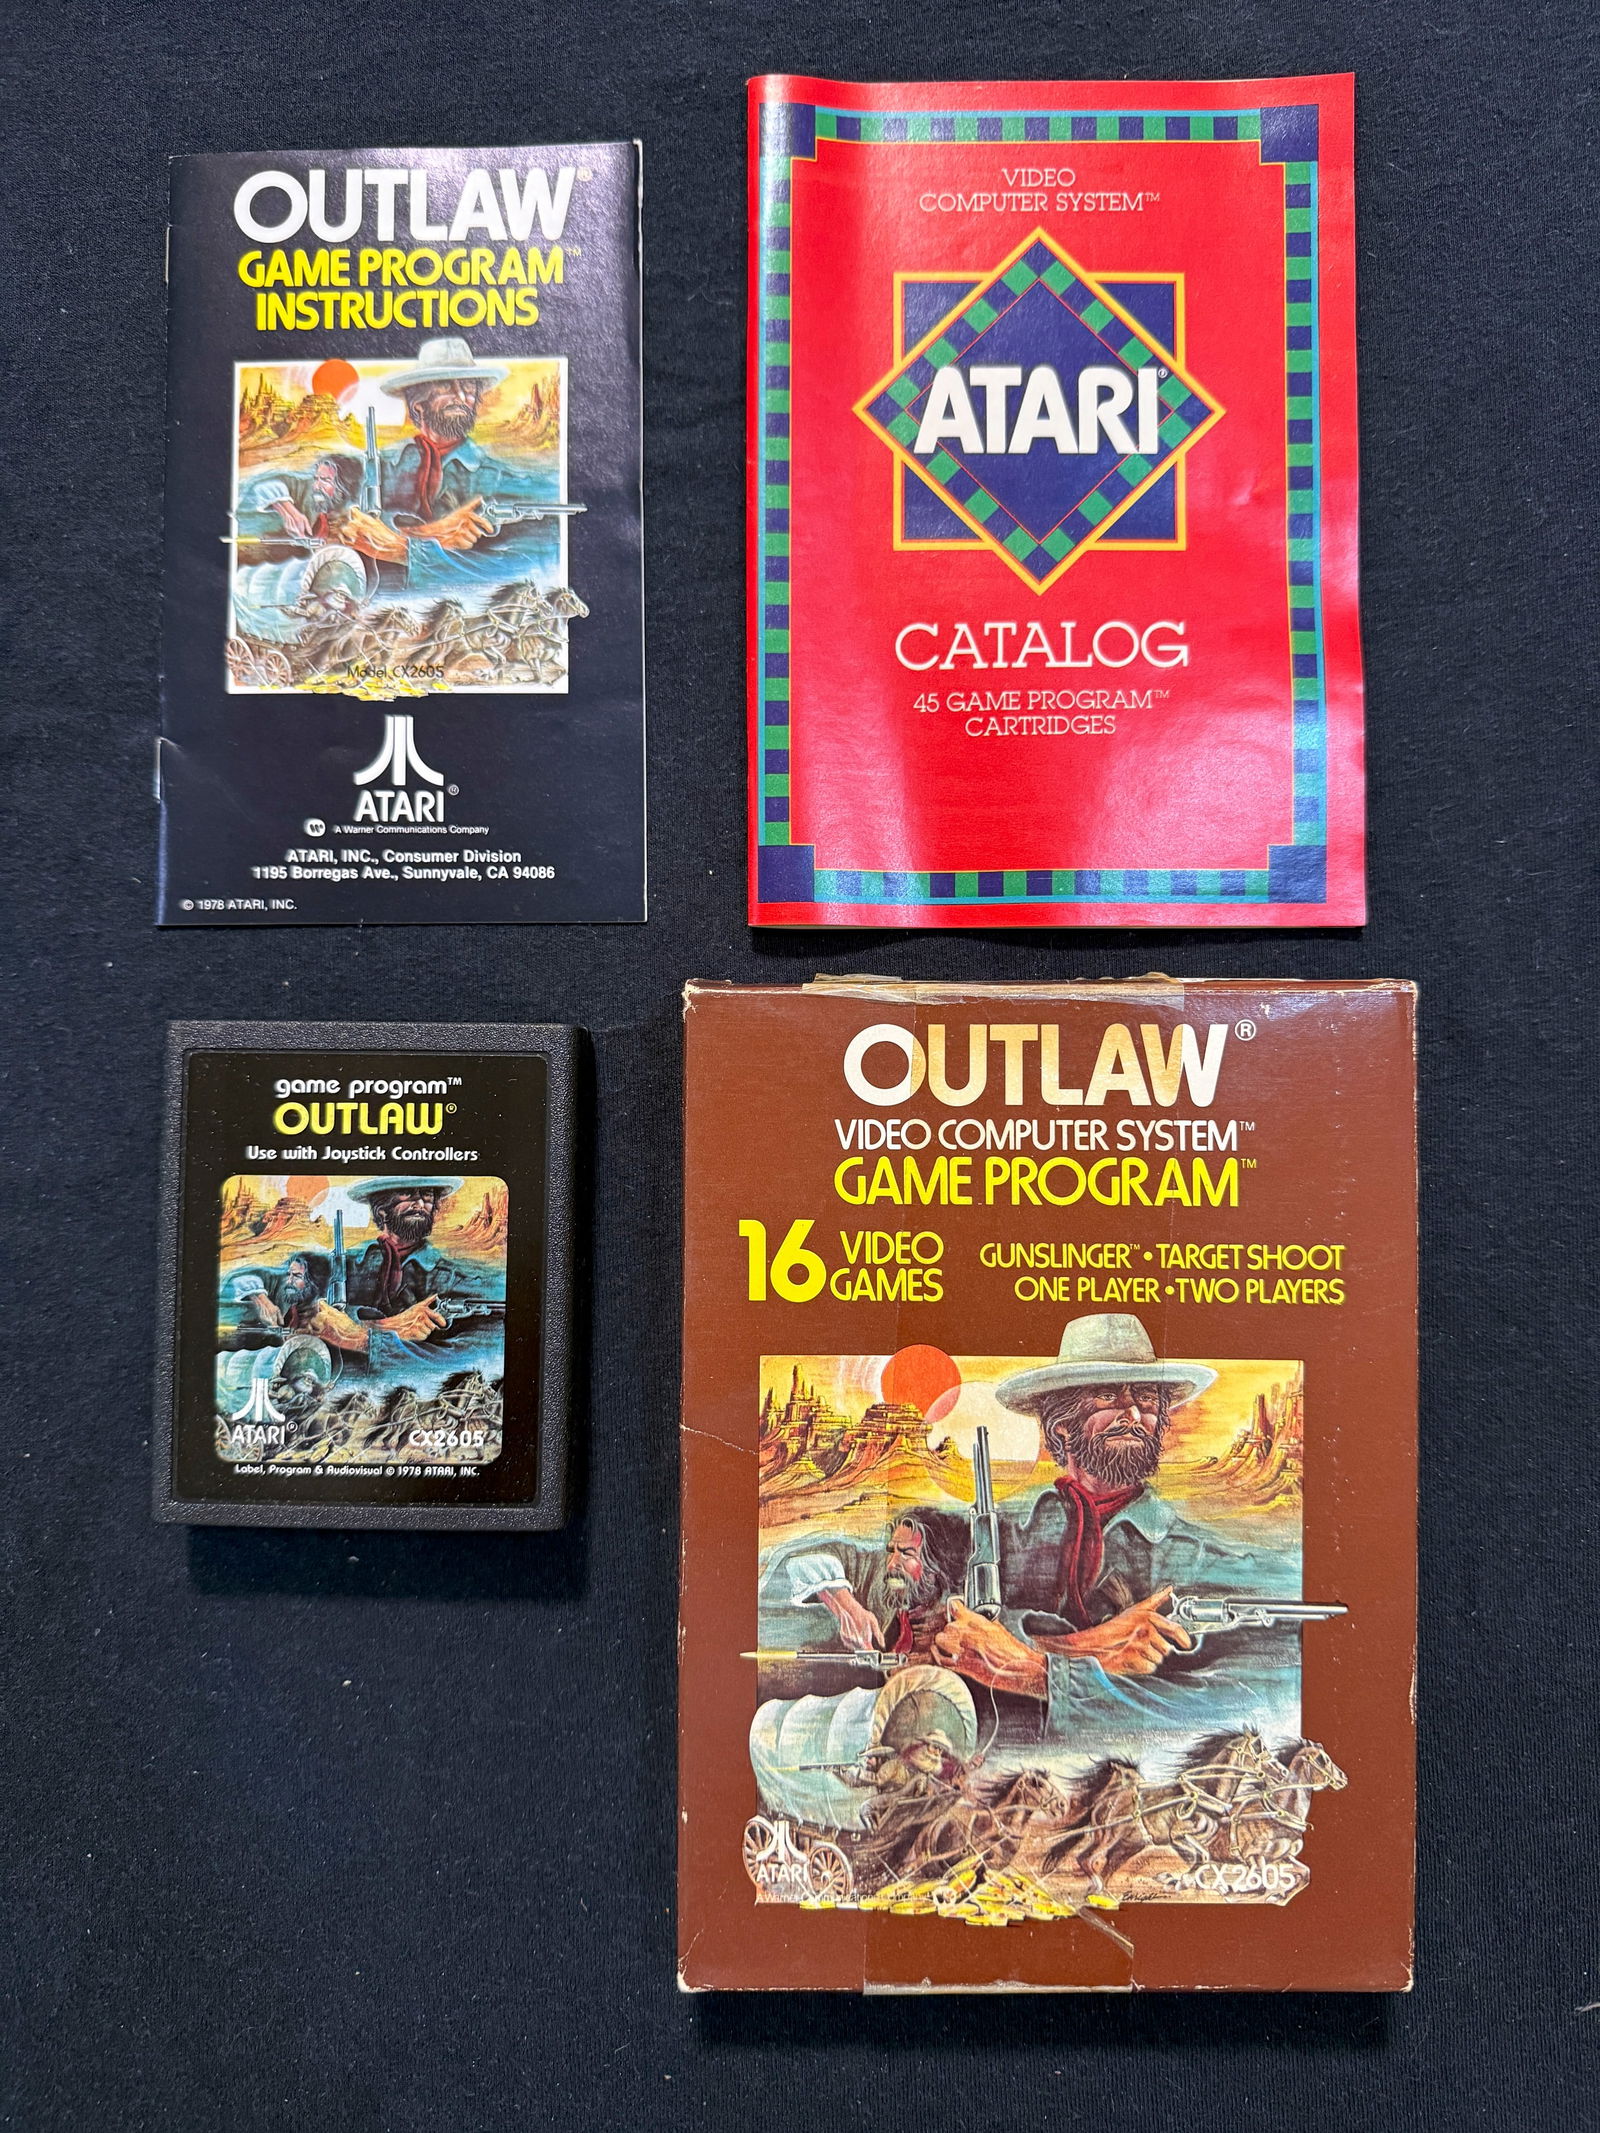 OUTLAW®
GAME PROGRAM™
INSTRUCTIONS
Model CX2605
ATARI®
A Warner Communications Company
ATARI, INC., Consumer Division
1195 Borregas Ave., Sunnyvale, CA 94086
© 1978 ATARI, INC.
VIDEO
COMPUTER SYSTEM™
ATARI®
CATALOG
45 GAME PROGRAM™
CARTRIDGES
game program™
OUTLAW®
Use with Joystick Controllers
ATARI®
CX2605
Label, Program & Audiovisual © 1978 ATARI, INC.
OUTLAW®
VIDEO COMPUTER SYSTEM™
GAME PROGRAM™
16 VIDEO GAMES
GUNSLINGER™ • TARGET SHOOT
ONE PLAYER • TWO PLAYERS
ATARI
A Warner Communications Company
CX2605